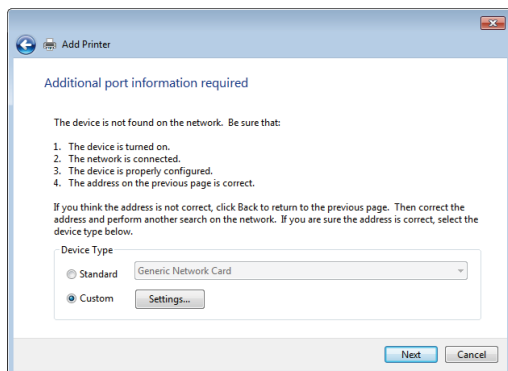 Add Printer
Additional port information required
The device is not found on the network.  Be sure that:
1.  The device is turned on.
2.  The network is connected.
3.  The device is properly configured.
4.  The address on the previous page is correct.
If you think the address is not correct, click Back to return to the previous page.  Then correct the
address and perform another search on the network.  If you are sure the address is correct, select the
device type below.
Device Type
Standard Generic Network Card
Custom Settings...
Next Cancel